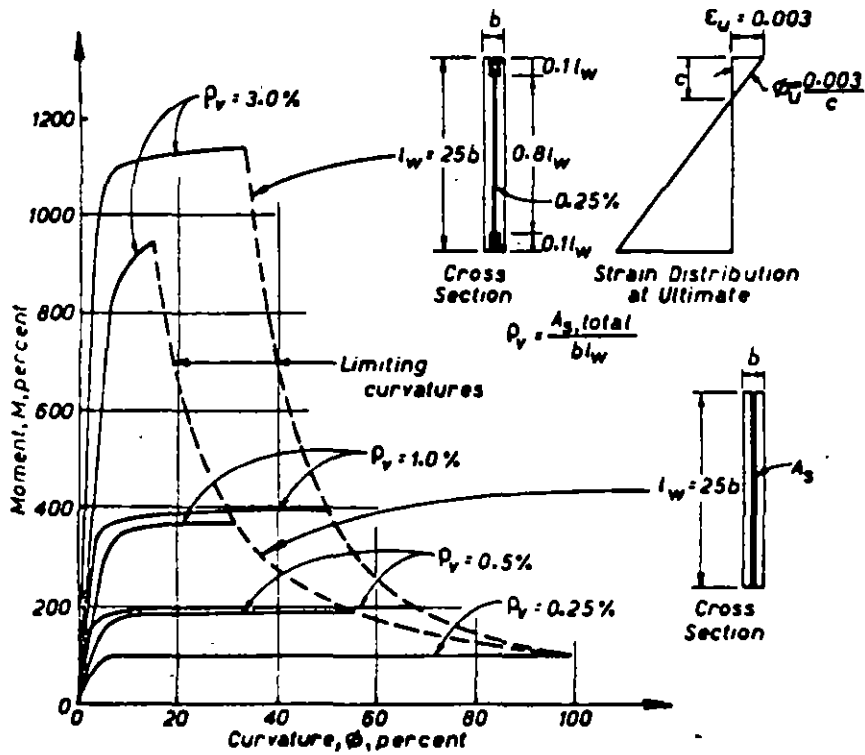 b
ε_U = 0.003
0.1l_w
c
ø_U = 0.003/c
ρ_v = 3.0%
l_w = 25b
0.8l_w
0.25%
0.1l_w
Cross
Section
Strain Distribution
at Ultimate
ρ_v = A_s,total/bl_w
Limiting
curvatures
b
ρ_v = 1.0%
l_w = 25b
A_s
ρ_v = 0.5%
ρ_v = 0.25%
Cross
Section
Moment, M, percent
1200
1000
800
600
400
200
0
0
20
40
60
80
100
Curvature, ø, percent